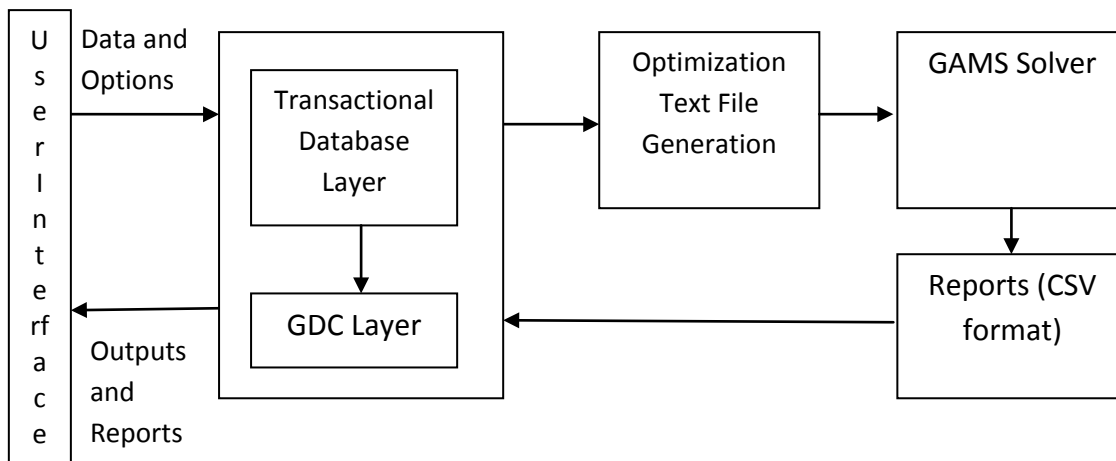 U
s
e
r
I
n
t
e
rf
a
c
e
Data and
Options
Transactional
Database
Layer
GDC Layer
Optimization
Text File
Generation
GAMS Solver
Reports (CSV
format)
Outputs
and
Reports